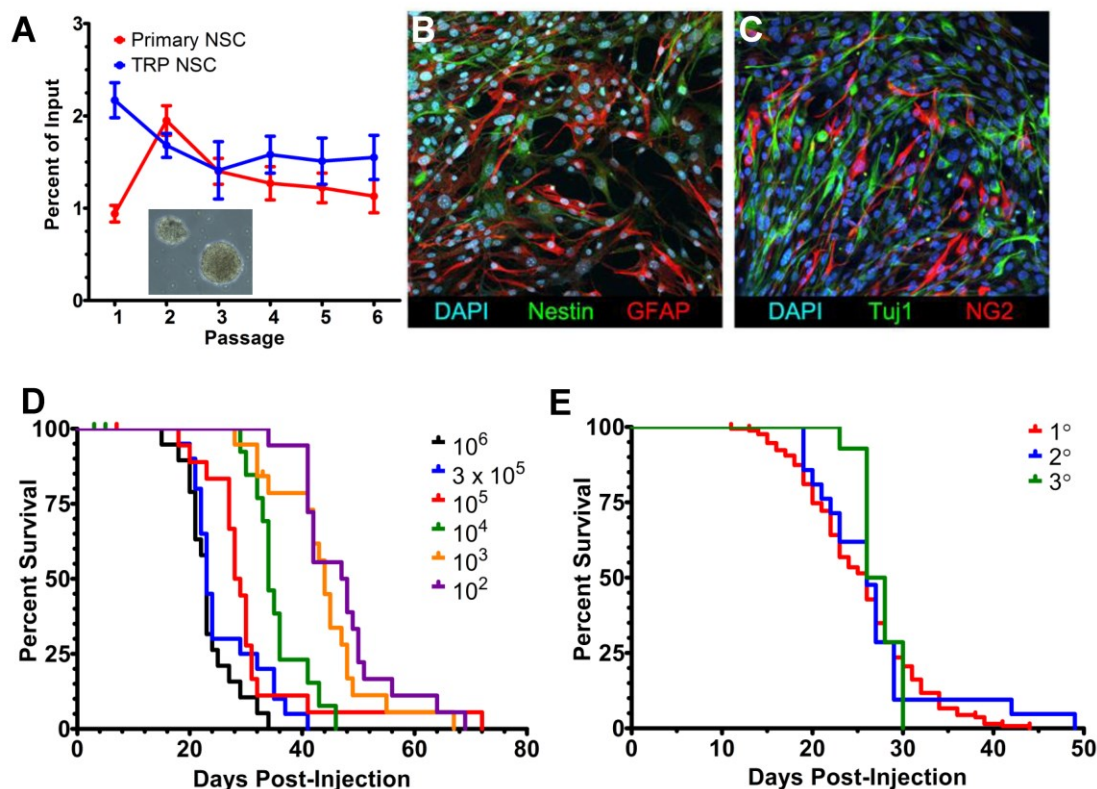 A
Primary NSC
TRP NSC
Percent of Input
3
2
1
0
1 2 3 4 5 6
Passage
B
DAPI Nestin GFAP
C
DAPI Tuj1 NG2
D
Percent Survival
100
75
50
25
0
0 20 40 60 80
Days Post-Injection
10⁶
3 x 10⁵
10⁵
10⁴
10³
10²
E
Percent Survival
100
75
50
25
0
0 10 20 30 40 50
Days Post-Injection
1°
2°
3°